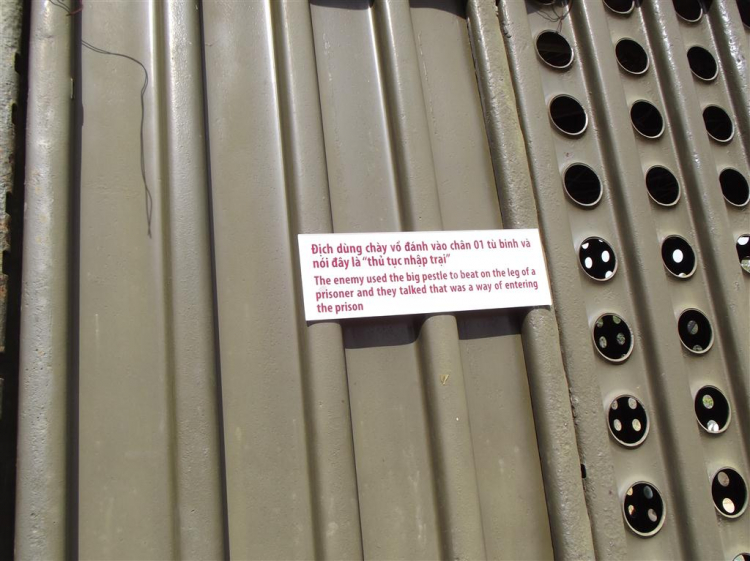 Địch dùng chày vồ đánh vào chân 01 tù binh và
nói đây là "thủ tục nhập trại"
The enemy used the big pestle to beat on the leg of a
prisoner and they talked that was a way of entering
the prison